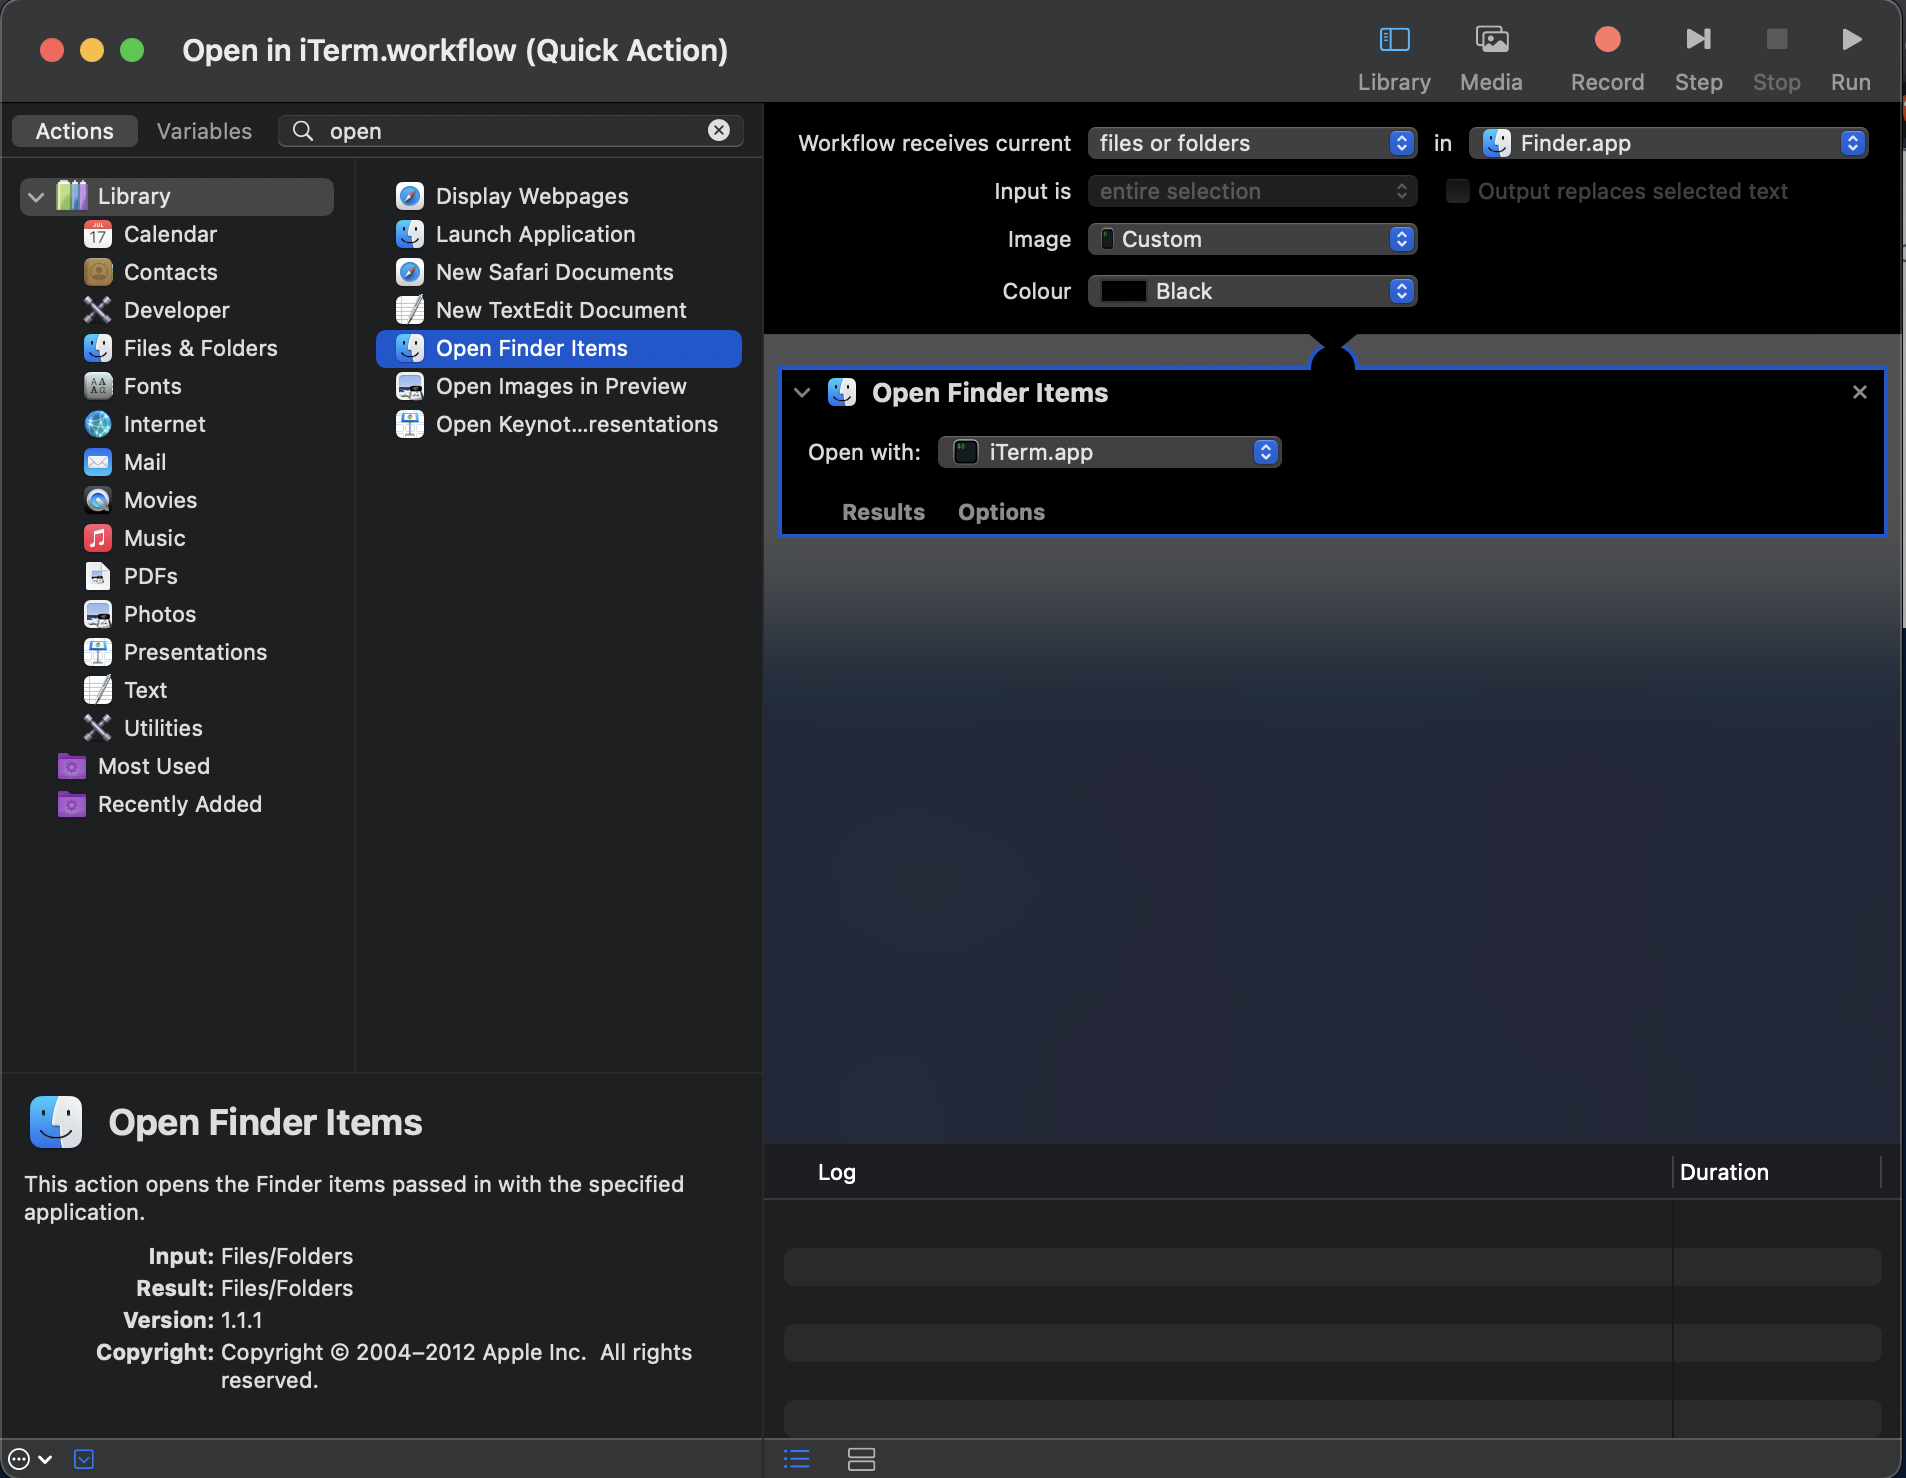 Open in iTerm.workflow (Quick Action)
Library
Media
Record
Step
Stop
Run
Actions
Variables
open
Library
Calendar
Contacts
Developer
Files & Folders
Fonts
Internet
Mail
Movies
Music
PDFs
Photos
Presentations
Text
Utilities
Most Used
Recently Added
Display Webpages
Launch Application
New Safari Documents
New TextEdit Document
Open Finder Items
Open Images in Preview
Open Keynot...resentations
Workflow receives current files or folders in Finder.app
Input is entire selection Output replaces selected text
Image Custom
Colour Black
Open Finder Items
Open with: iTerm.app
Results Options
Open Finder Items
This action opens the Finder items passed in with the specified
application.
Input: Files/Folders
Result: Files/Folders
Version: 1.1.1
Copyright: Copyright © 2004–2012 Apple Inc.  All rights
reserved.
Log Duration